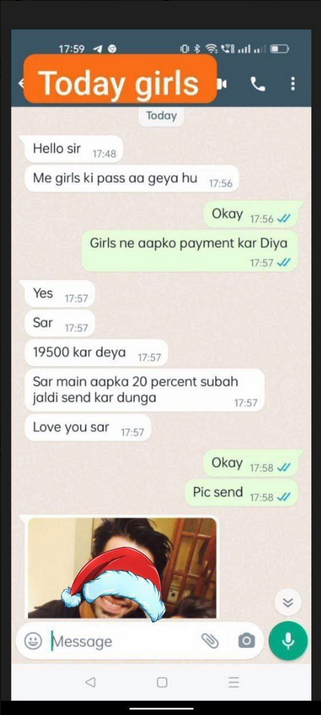 17:59
Today girls
Today
Hello sir
17:48
Me girls ki pass aa geya hu
17:56
Okay
17:56
Girls ne aapko payment kar Diya
17:57
Yes
17:57
Sar
17:57
19500 kar deya
17:57
Sar main aapka 20 percent subah
jaldi send kar dunga
17:57
Love you sar
17:57
Okay
17:58
Pic send
17:58
Message